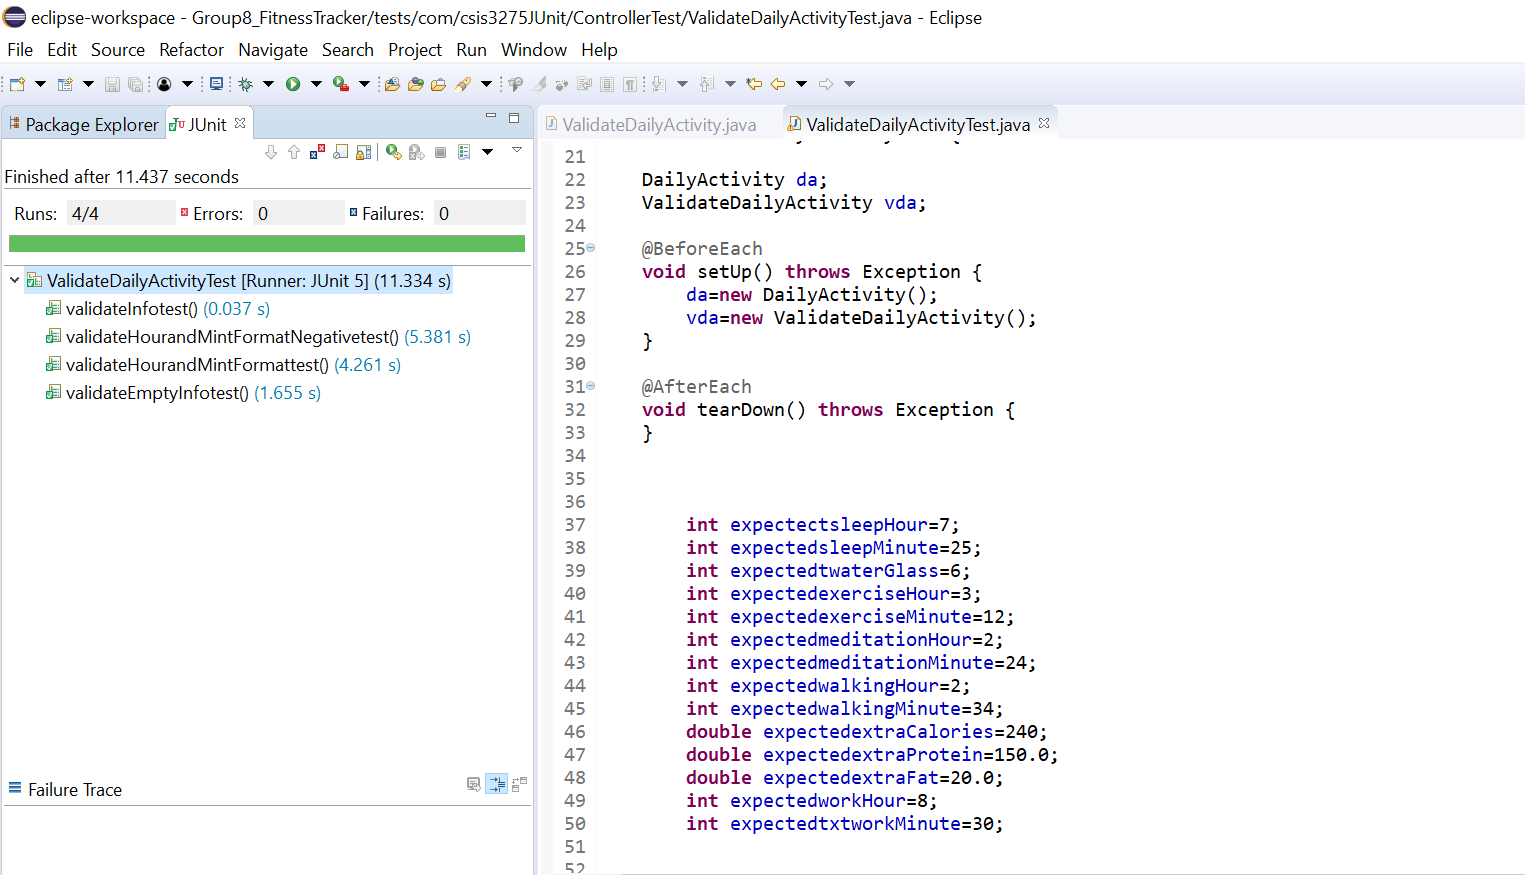 eclipse-workspace - Group8_FitnessTracker/tests/com/csis3275JUnit/ControllerTest/ValidateDailyActivityTest.java - Eclipse
File Edit Source Refactor Navigate Search Project Run Window Help
Package Explorer JUnit
Finished after 11.437 seconds
Runs: 4/4 Errors: 0 Failures: 0
ValidateDailyActivityTest [Runner: JUnit 5] (11.334 s)
validateInfotest() (0.037 s)
validateHourandMintFormatNegativetest() (5.381 s)
validateHourandMintFormattest() (4.261 s)
validateEmptyInfotest() (1.655 s)
Failure Trace
ValidateDailyActivity.java ValidateDailyActivityTest.java
21
22 DailyActivity da;
23 ValidateDailyActivity vda;
24
25 @BeforeEach
26 void setUp() throws Exception {
27 da=new DailyActivity();
28 vda=new ValidateDailyActivity();
29 }
30
31 @AfterEach
32 void tearDown() throws Exception {
33 }
34
35
36
37 int expectectsleepHour=7;
38 int expectedsleepMinute=25;
39 int expectedtwaterGlass=6;
40 int expectedexerciseHour=3;
41 int expectedexerciseMinute=12;
42 int expectedmeditationHour=2;
43 int expectedmeditationMinute=24;
44 int expectedwalkingHour=2;
45 int expectedwalkingMinute=34;
46 double expectedextraCalories=240;
47 double expectedextraProtein=150.0;
48 double expectedextraFat=20.0;
49 int expectedworkHour=8;
50 int expectedtxtworkMinute=30;
51
52